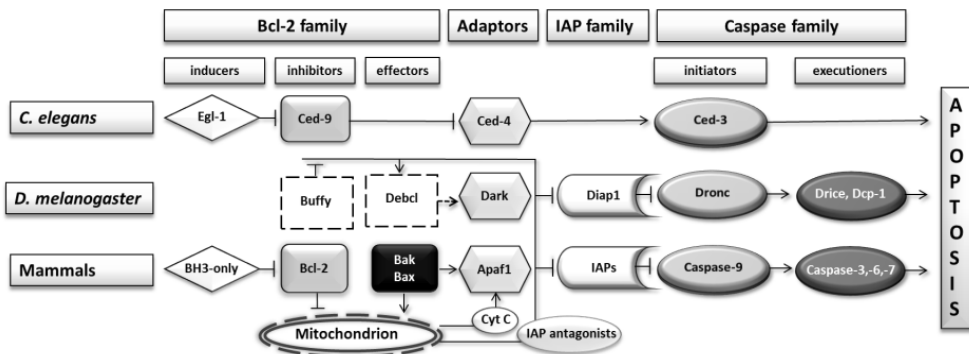 Bcl-2 family Adaptors IAP family Caspase family
inducers inhibitors effectors initiators executioners
C. elegans Egl-1 Ced-9 Ced-4 Ced-3
D. melanogaster Buffy Debcl Dark Diap1 Dronc Drice, Dcp-1
Mammals BH3-only Bcl-2 Bak
Bax Apaf1 IAPs Caspase-9 Caspase-3,-6,-7
Mitochondrion Cyt C IAP antagonists
APOPTOSIS